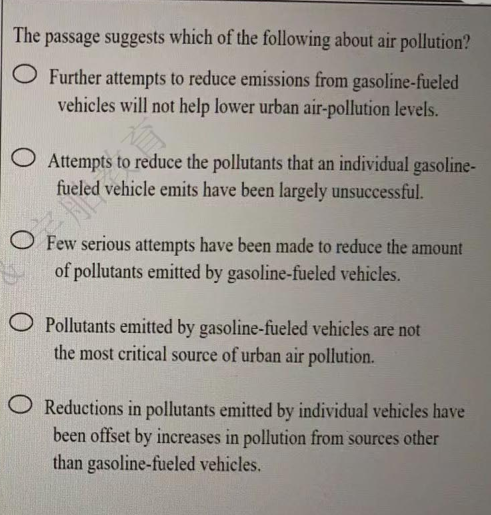 The passage suggests which of the following about air pollution?
Further attempts to reduce emissions from gasoline-fueled
vehicles will not help lower urban air-pollution levels.
Attempts to reduce the pollutants that an individual gasoline-
fueled vehicle emits have been largely unsuccessful.
Few serious attempts have been made to reduce the amount
of pollutants emitted by gasoline-fueled vehicles.
Pollutants emitted by gasoline-fueled vehicles are not
the most critical source of urban air pollution.
Reductions in pollutants emitted by individual vehicles have
been offset by increases in pollution from sources other
than gasoline-fueled vehicles.